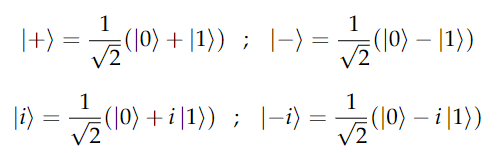 |+⟩ = 1/√2(|0⟩ + |1⟩) ; |−⟩ = 1/√2(|0⟩ − |1⟩)
|i⟩ = 1/√2(|0⟩ + i|1⟩) ; |−i⟩ = 1/√2(|0⟩ − i|1⟩)